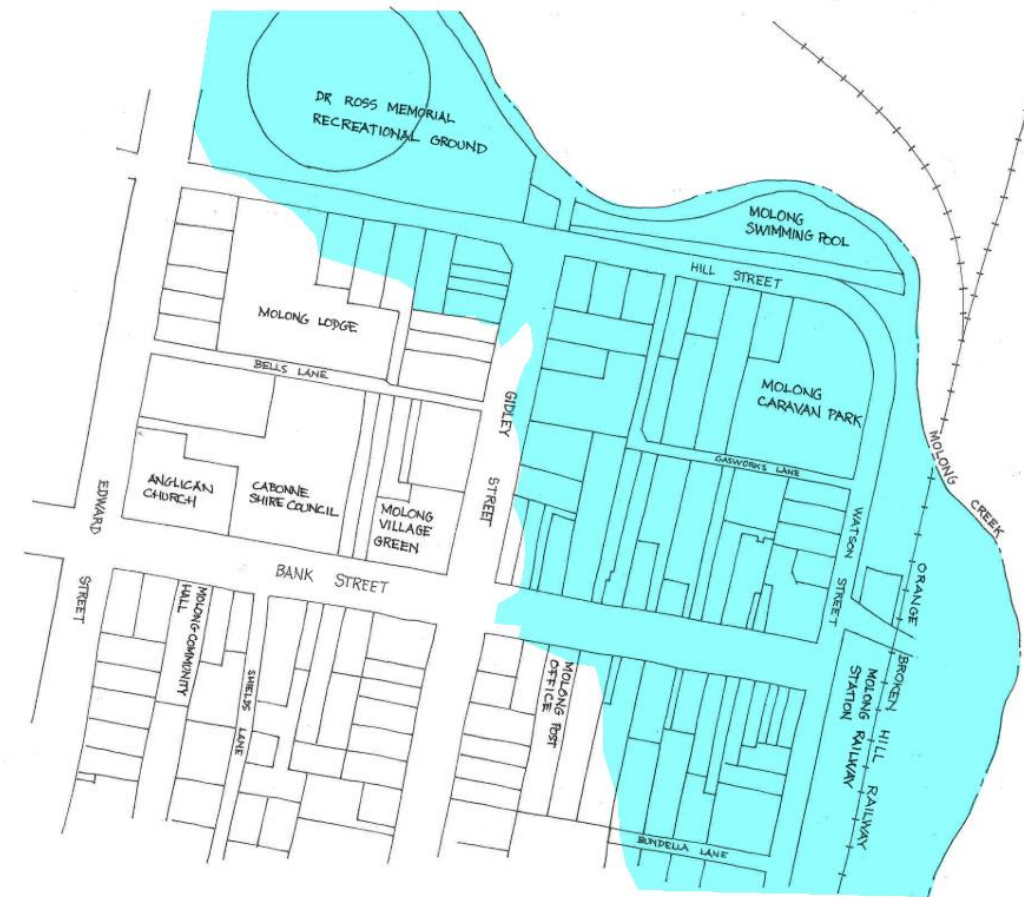 DR ROSS MEMORIAL
RECREATIONAL GROUND
MOLONG
SWIMMING POOL
HILL STREET
MOLONG LODGE
BELLS LANE
MOLONG
CARAVAN PARK
GIDLEY
STREET
GASWORKS LANE
MOLONG
CREEK
ANGLICAN
CHURCH
CABONNE
SHIRE COUNCIL
MOLONG
VILLAGE
GREEN
EDWARD
STREET
WATSON
STREET
BANK STREET
ORANGE
BROKEN HILL RAILWAY
MOLONG COMMUNITY
HALL
SHIELDS LANE
MOLONG POST
OFFICE
MOLONG RAILWAY
STATION RAILWAY
BUNDELLA LANE